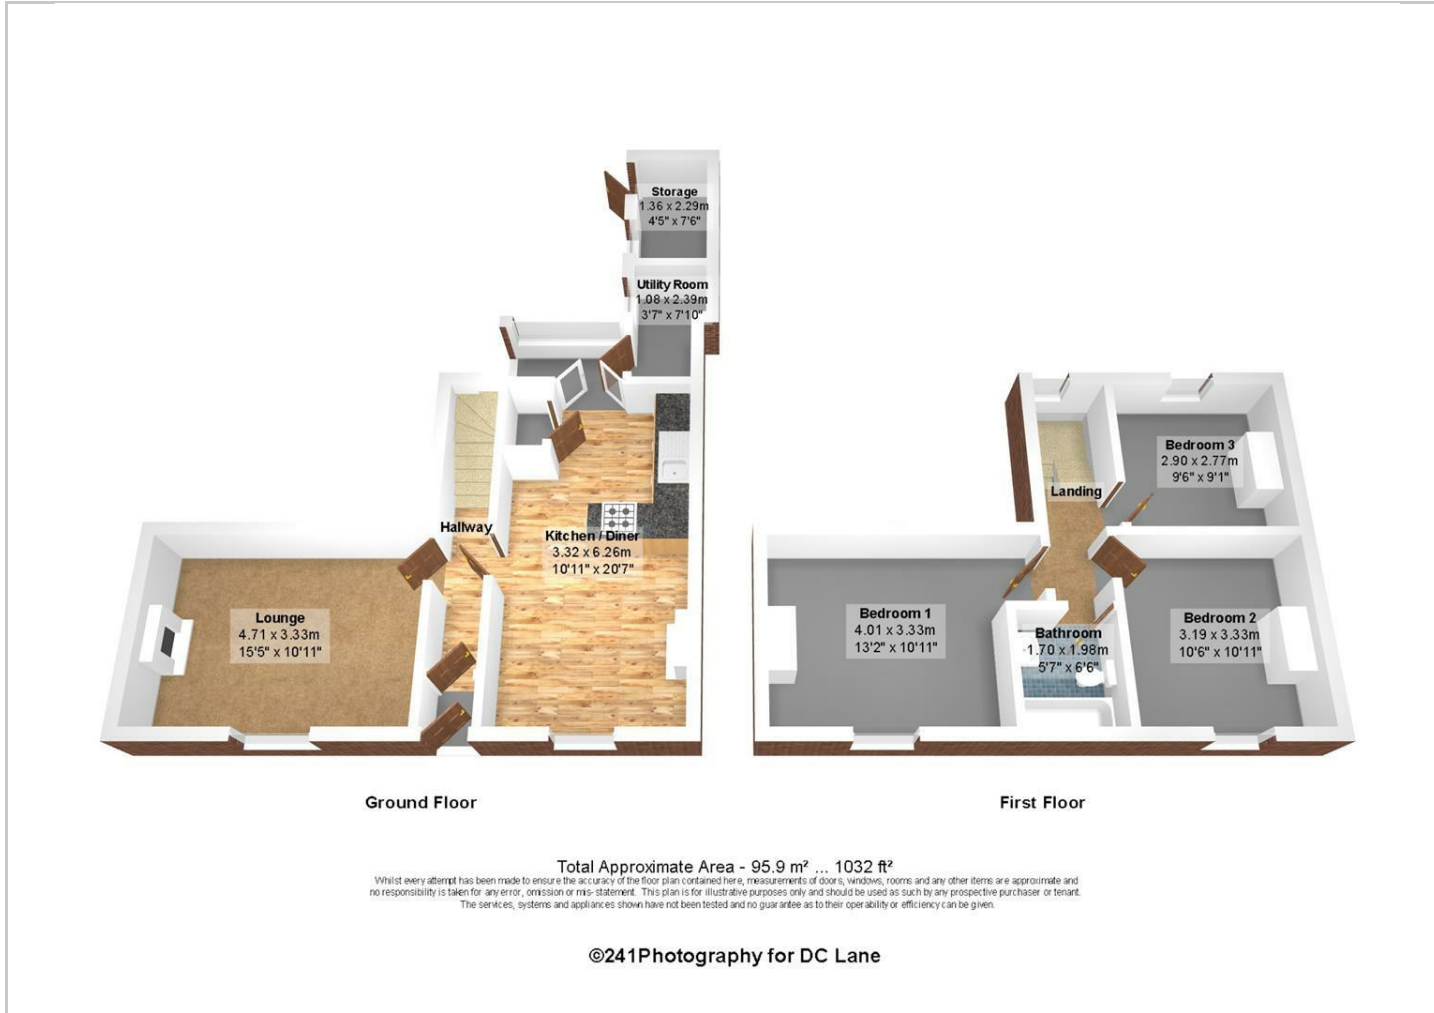 Storage
1.36 x 2.29m
4'5" x 7'6"
Utility Room
1.08 x 2.39m
3'7" x 7'10"
Hallway
Kitchen / Diner
3.32 x 6.26m
10'11" x 20'7"
Lounge
4.71 x 3.33m
15'5" x 10'11"
Ground Floor
Bedroom 3
2.90 x 2.77m
9'6" x 9'1"
Landing
Bedroom 1
4.01 x 3.33m
13'2" x 10'11"
Bathroom
1.70 x 1.98m
5'7" x 6'6"
Bedroom 2
3.19 x 3.33m
10'6" x 10'11"
First Floor
Total Approximate Area - 95.9 m² ... 1032 ft²
Whilst every attempt has been made to ensure the accuracy of the floor plan contained here, measurements of doors, windows, rooms and any other items are approximate and
no responsibility is taken for any error, omission or mis-statement. This plan is for illustrative purposes only and should be used as such by any prospective purchaser or tenant.
The services, systems and appliances shown have not been tested and no guarantee as to their operability or efficiency can be given.
©241Photography for DC Lane